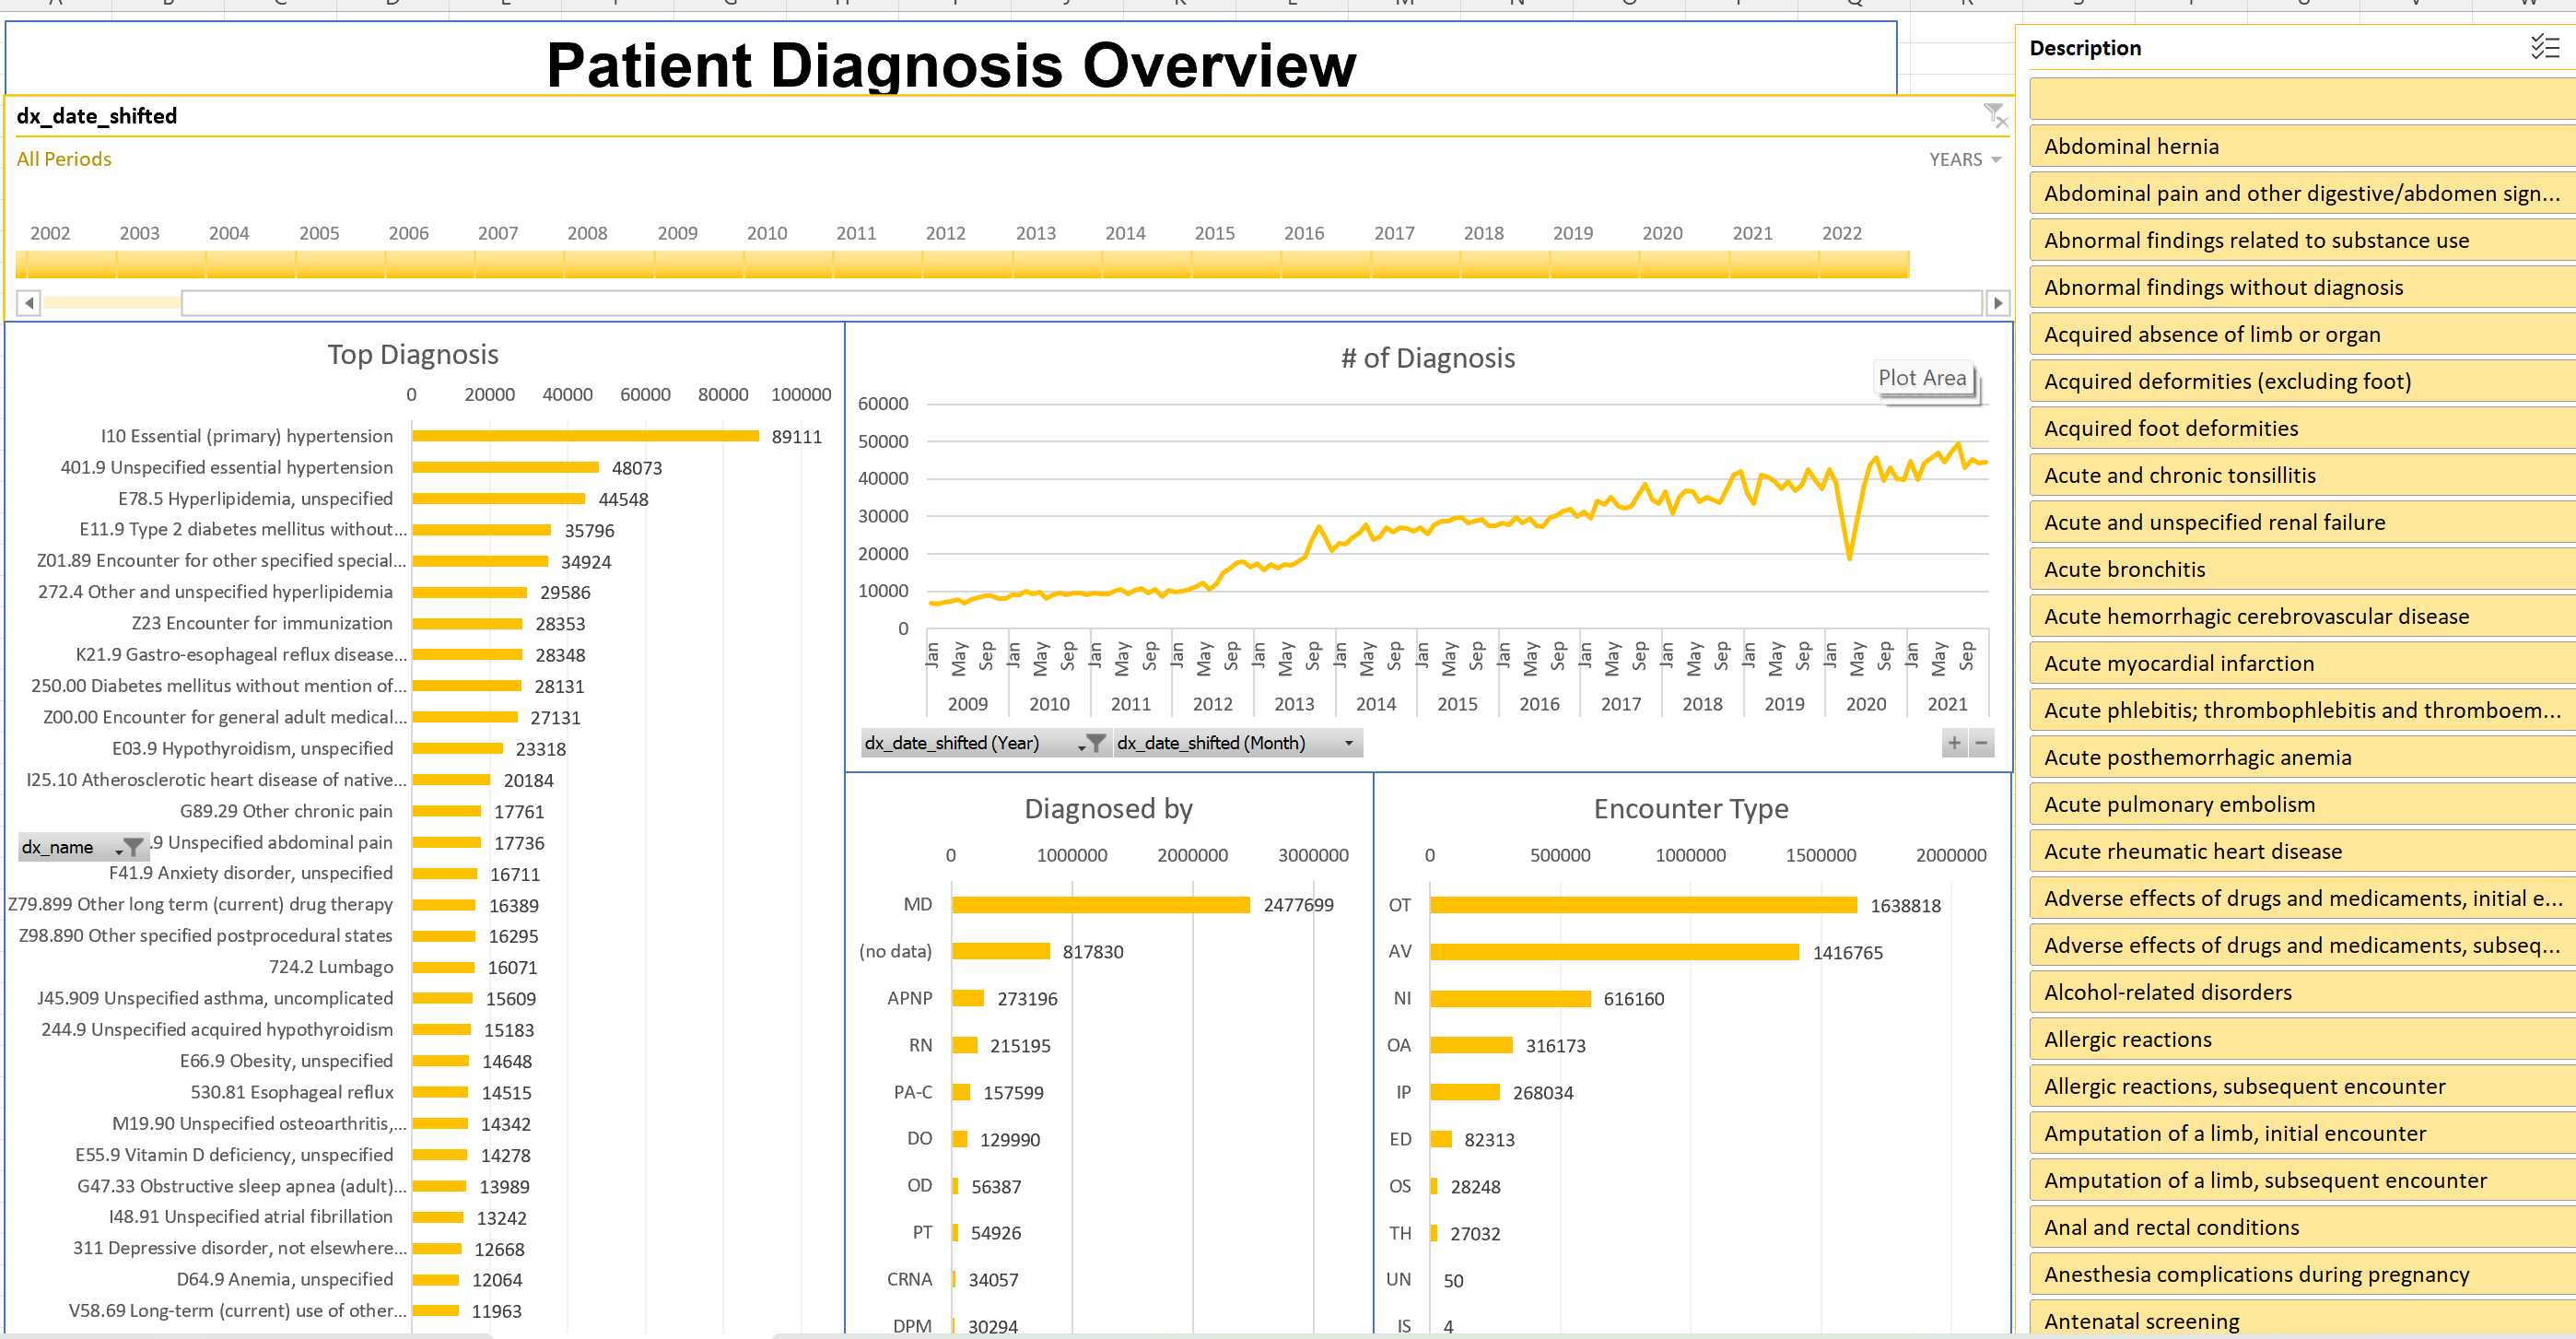 Patient Diagnosis Overview
dx_date_shifted
All Periods
YEARS
2002 2003 2004 2005 2006 2007 2008 2009 2010 2011 2012 2013 2014 2015 2016 2017 2018 2019 2020 2021 2022
Top Diagnosis
0 20000 40000 60000 80000 100000
I10 Essential (primary) hypertension 89111
401.9 Unspecified essential hypertension 48073
E78.5 Hyperlipidemia, unspecified 44548
E11.9 Type 2 diabetes mellitus without... 35796
Z01.89 Encounter for other specified special... 34924
272.4 Other and unspecified hyperlipidemia 29586
Z23 Encounter for immunization 28353
K21.9 Gastro-esophageal reflux disease... 28348
250.00 Diabetes mellitus without mention of... 28131
Z00.00 Encounter for general adult medical... 27131
E03.9 Hypothyroidism, unspecified 23318
I25.10 Atherosclerotic heart disease of native... 20184
G89.29 Other chronic pain 17761
dx_name
.9 Unspecified abdominal pain 17736
F41.9 Anxiety disorder, unspecified 16711
Z79.899 Other long term (current) drug therapy 16389
Z98.890 Other specified postprocedural states 16295
724.2 Lumbago 16071
J45.909 Unspecified asthma, uncomplicated 15609
244.9 Unspecified acquired hypothyroidism 15183
E66.9 Obesity, unspecified 14648
530.81 Esophageal reflux 14515
M19.90 Unspecified osteoarthritis,... 14342
E55.9 Vitamin D deficiency, unspecified 14278
G47.33 Obstructive sleep apnea (adult)... 13989
I48.91 Unspecified atrial fibrillation 13242
311 Depressive disorder, not elsewhere... 12668
D64.9 Anemia, unspecified 12064
V58.69 Long-term (current) use of other... 11963
# of Diagnosis
Plot Area
60000
50000
40000
30000
20000
10000
0
Jan May Sep Jan May Sep Jan May Sep Jan May Sep Jan May Sep Jan May Sep Jan May Sep Jan May Sep Jan May Sep Jan May Sep Jan May Sep Jan May Sep Jan May Sep
2009 2010 2011 2012 2013 2014 2015 2016 2017 2018 2019 2020 2021
dx_date_shifted (Year) dx_date_shifted (Month)
+ −
Diagnosed by
0 1000000 2000000 3000000
MD 2477699
(no data) 817830
APNP 273196
RN 215195
PA-C 157599
DO 129990
OD 56387
PT 54926
CRNA 34057
DPM 30294
Encounter Type
0 500000 1000000 1500000 2000000
OT 1638818
AV 1416765
NI 616160
OA 316173
IP 268034
ED 82313
OS 28248
TH 27032
UN 50
IS 4
Description
Abdominal hernia
Abdominal pain and other digestive/abdomen sign...
Abnormal findings related to substance use
Abnormal findings without diagnosis
Acquired absence of limb or organ
Acquired deformities (excluding foot)
Acquired foot deformities
Acute and chronic tonsillitis
Acute and unspecified renal failure
Acute bronchitis
Acute hemorrhagic cerebrovascular disease
Acute myocardial infarction
Acute phlebitis; thrombophlebitis and thromboem...
Acute posthemorrhagic anemia
Acute pulmonary embolism
Acute rheumatic heart disease
Adverse effects of drugs and medicaments, initial e...
Adverse effects of drugs and medicaments, subseq...
Alcohol-related disorders
Allergic reactions
Allergic reactions, subsequent encounter
Amputation of a limb, initial encounter
Amputation of a limb, subsequent encounter
Anal and rectal conditions
Anesthesia complications during pregnancy
Antenatal screening